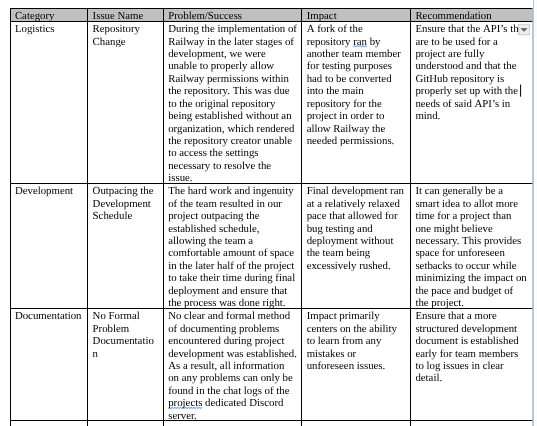 Category Issue Name Problem/Success Impact Recommendation
Logistics
Repository
Change
During the implementation of
Railway in the later stages of
development, we were
unable to properly allow
Railway permissions within
the repository. This was due
to the original repository
being established without an
organization, which rendered
the repository creator unable
to access the settings
necessary to resolve the
issue.
A fork of the
repository ran by
another team member
for testing purposes
had to be converted
into the main
repository for the
project in order to
allow Railway the
needed permissions.
Ensure that the API’s
are to be used for a
project are fully
understood and that the
GitHub repository is
properly set up with the
needs of said API’s in
mind.
Development
Outpacing the
Development
Schedule
The hard work and ingenuity
of the team resulted in our
project outpacing the
established schedule,
allowing the team a
comfortable amount of space
in the later half of the project
to take their time during final
deployment and ensure that
the process was done right.
Final development ran
at a relatively relaxed
pace that allowed for
bug testing and
deployment without
the team being
excessively rushed.
It can generally be a
smart idea to allot more
time for a project than
one might believe
necessary. This provides
space for unforeseen
setbacks to occur while
minimizing the impact on
the pace and budget of
the project.
Documentation
No Formal
Problem
Documentatio
n
No clear and formal method
of documenting problems
encountered during project
development was established.
As a result, all information
on any problems can only be
found in the chat logs of the
projects dedicated Discord
server.
Impact primarily
centers on the ability
to learn from any
mistakes or
unforeseen issues.
Ensure that a more
structured development
document is established
early for team members
to log issues in clear
detail.